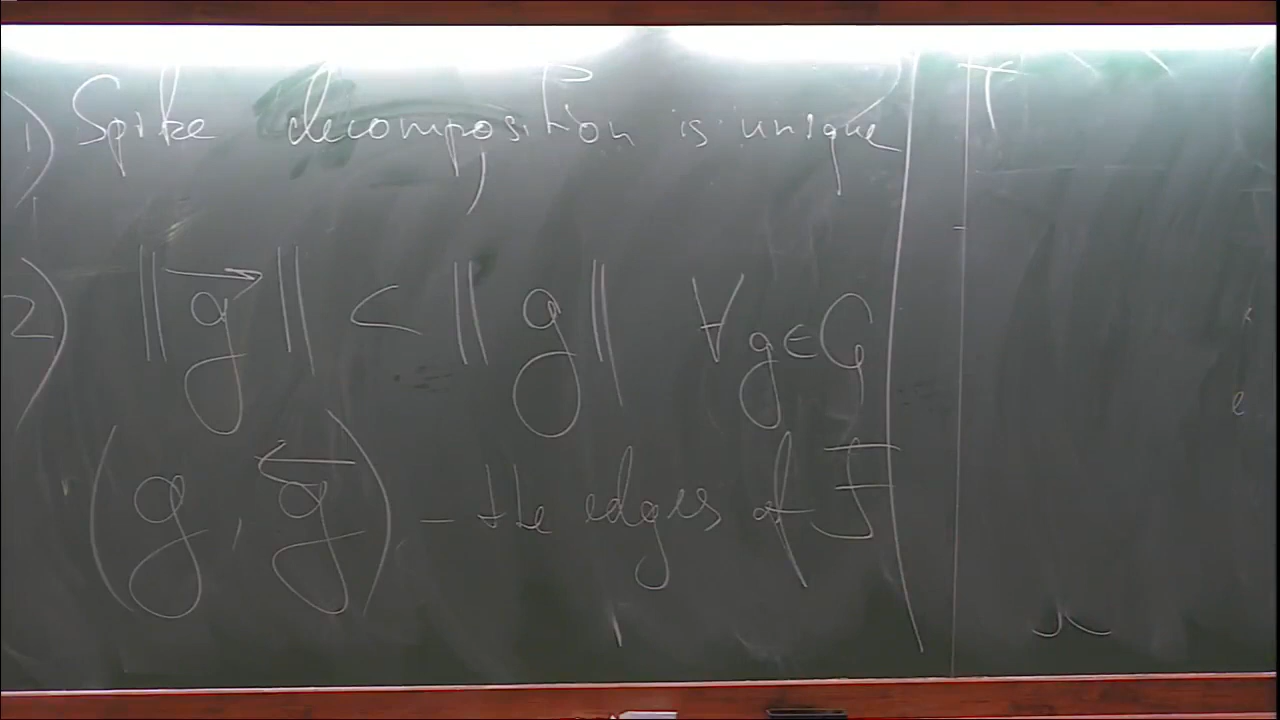 1) Spike decomposition is unique
2) ‖g⃗‖ < ‖g‖ ∀g∈G
(g, g⃖) – the edges of F